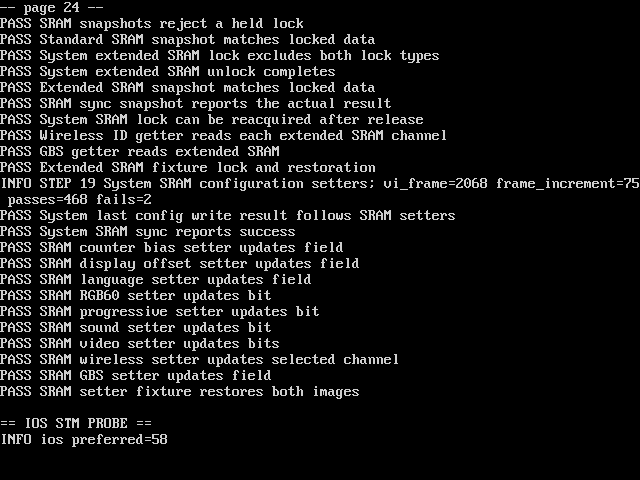 -- page 24 --
PASS SRAM snapshots reject a held lock
PASS Standard SRAM snapshot matches locked data
PASS System extended SRAM lock excludes both lock types
PASS System extended SRAM unlock completes
PASS Extended SRAM snapshot matches locked data
PASS SRAM sync snapshot reports the actual result
PASS System SRAM lock can be reacquired after release
PASS Wireless ID getter reads each extended SRAM channel
PASS GBS getter reads extended SRAM
PASS Extended SRAM fixture lock and restoration
INFO STEP 19 System SRAM configuration setters; vi_frame=2068 frame_increment=75
 passes=468 fails=2
PASS System last config write result follows SRAM setters
PASS System SRAM sync reports success
PASS SRAM counter bias setter updates field
PASS SRAM display offset setter updates field
PASS SRAM language setter updates field
PASS SRAM RGB60 setter updates bit
PASS SRAM progressive setter updates bit
PASS SRAM sound setter updates bit
PASS SRAM video setter updates bits
PASS SRAM wireless setter updates selected channel
PASS SRAM GBS setter updates field
PASS SRAM setter fixture restores both images

== IOS STM PROBE ==
INFO ios preferred=58